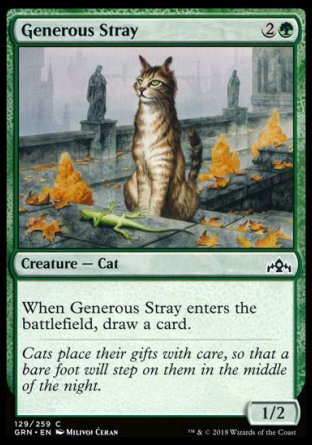 Generous Stray 2
Creature — Cat
When Generous Stray enters the
battlefield, draw a card.
Cats place their gifts with care, so that a
bare foot will step on them in the middle
of the night.
1/2
129/259 C
GRN • EN Milivoj Ćeran
™ & © 2018 Wizards of the Coast